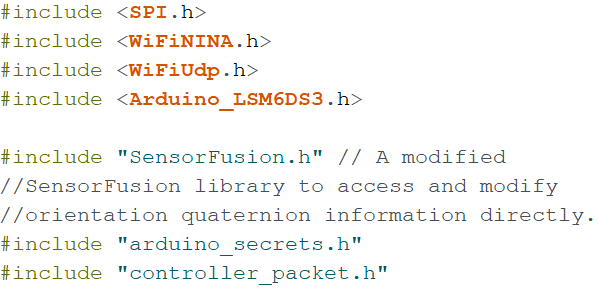 #include <SPI.h>
#include <WiFiNINA.h>
#include <WiFiUdp.h>
#include <Arduino_LSM6DS3.h>
#include "SensorFusion.h" // A modified
//SensorFusion library to access and modify
//orientation quaternion information directly.
#include "arduino_secrets.h"
#include "controller_packet.h"